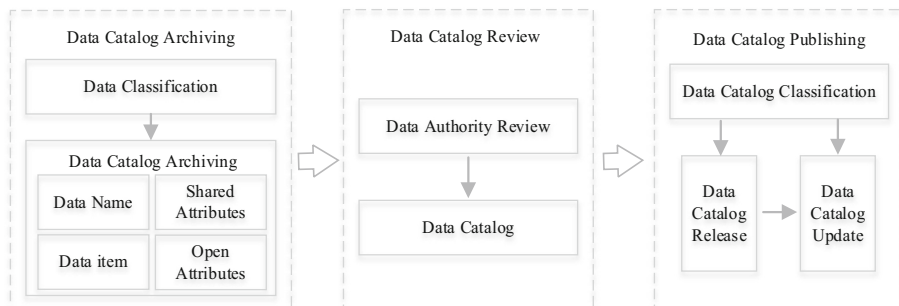 Data Catalog Archiving
Data Classification
Data Catalog Archiving
Data Name
Shared
Attributes
Data item
Open
Attributes
Data Catalog Review
Data Authority Review
Data Catalog
Data Catalog Publishing
Data Catalog Classification
Data
Catalog
Release
Data
Catalog
Update